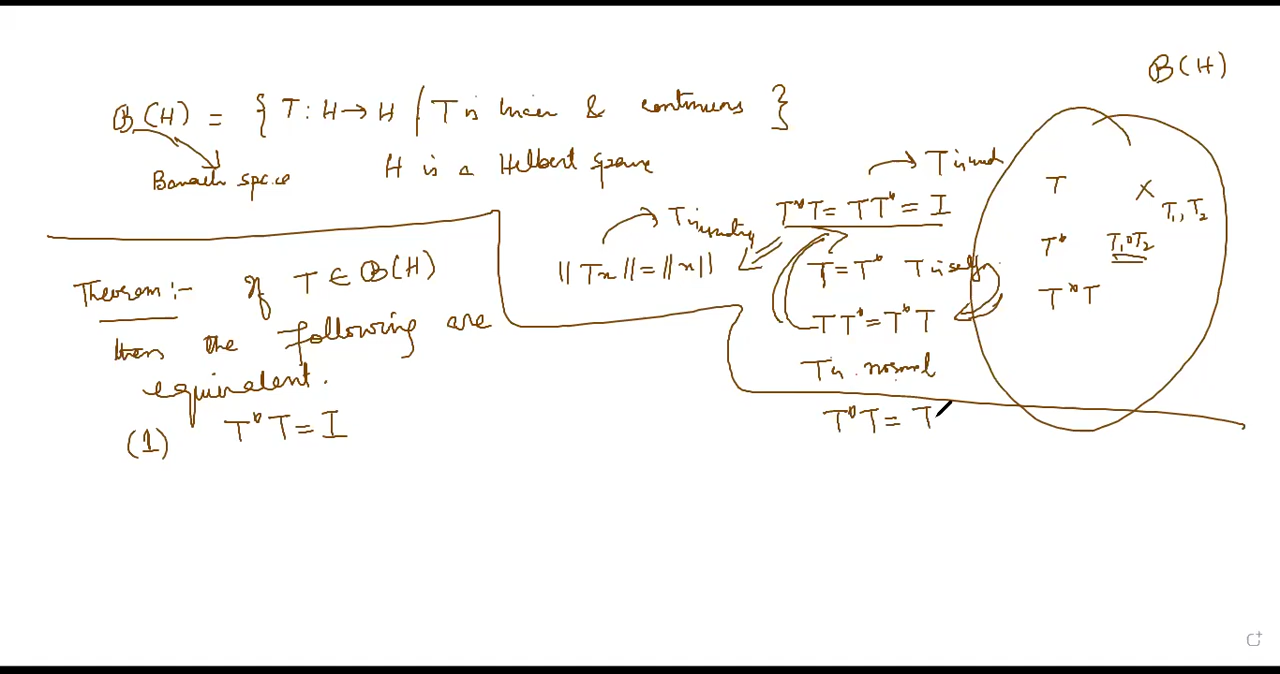 B(H)
B(H) = { T : H → H / T is linear & continuous }
Banach space
H is a Hilbert space
T is
T*T = TT* = I
T is isometry
||Tx|| = ||x||
T = T* T is self
TT* = T*T
T is normal
T*T = T
Theorem :- If T ∈ B(H)
then the following are
equivalent.
(1) T*T = I
T
X
T₁, T₂
T*
T₁∘T₂
T*T